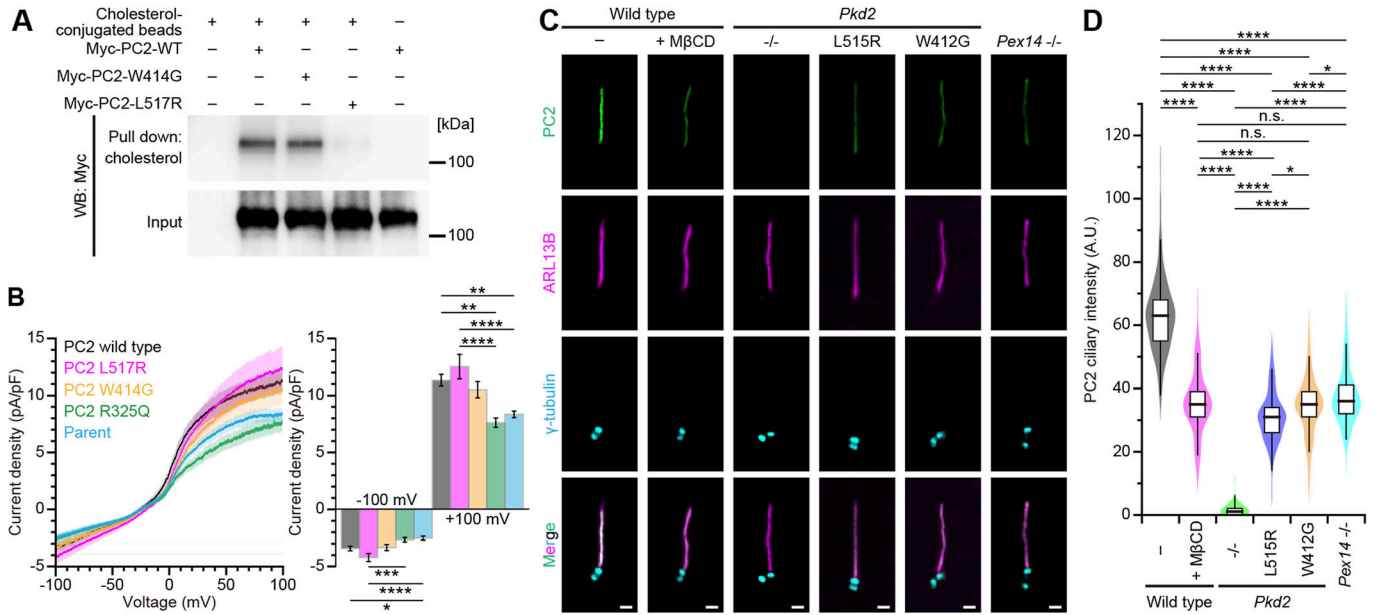 A
Cholesterol-
conjugated beads + + + + –
Myc-PC2-WT – + – – +
Myc-PC2-W414G – – + – –
Myc-PC2-L517R – – – + –
WB: Myc
Pull down:
cholesterol
[kDa]
100
Input
100
B
Current density (pA/pF)
15
10
5
0
-5
-100 -50 0 50 100
Voltage (mV)
PC2 wild type
PC2 L517R
PC2 W414G
PC2 R325Q
Parent
Current density (pA/pF)
15
10
5
0
-5
**
**
****
****
-100 mV
+100 mV
***
****
*
C
Wild type Pkd2
– + MβCD -/- L515R W412G Pex14 -/-
PC2
ARL13B
γ-tubulin
Merge
D
****
****
**** *
**** ****
**** n.s.
n.s.
****
**** *
****
****
PC2 ciliary intensity (A.U.)
120
100
80
60
40
20
0
– + MβCD -/- L515R W412G Pex14 -/-
Wild type Pkd2